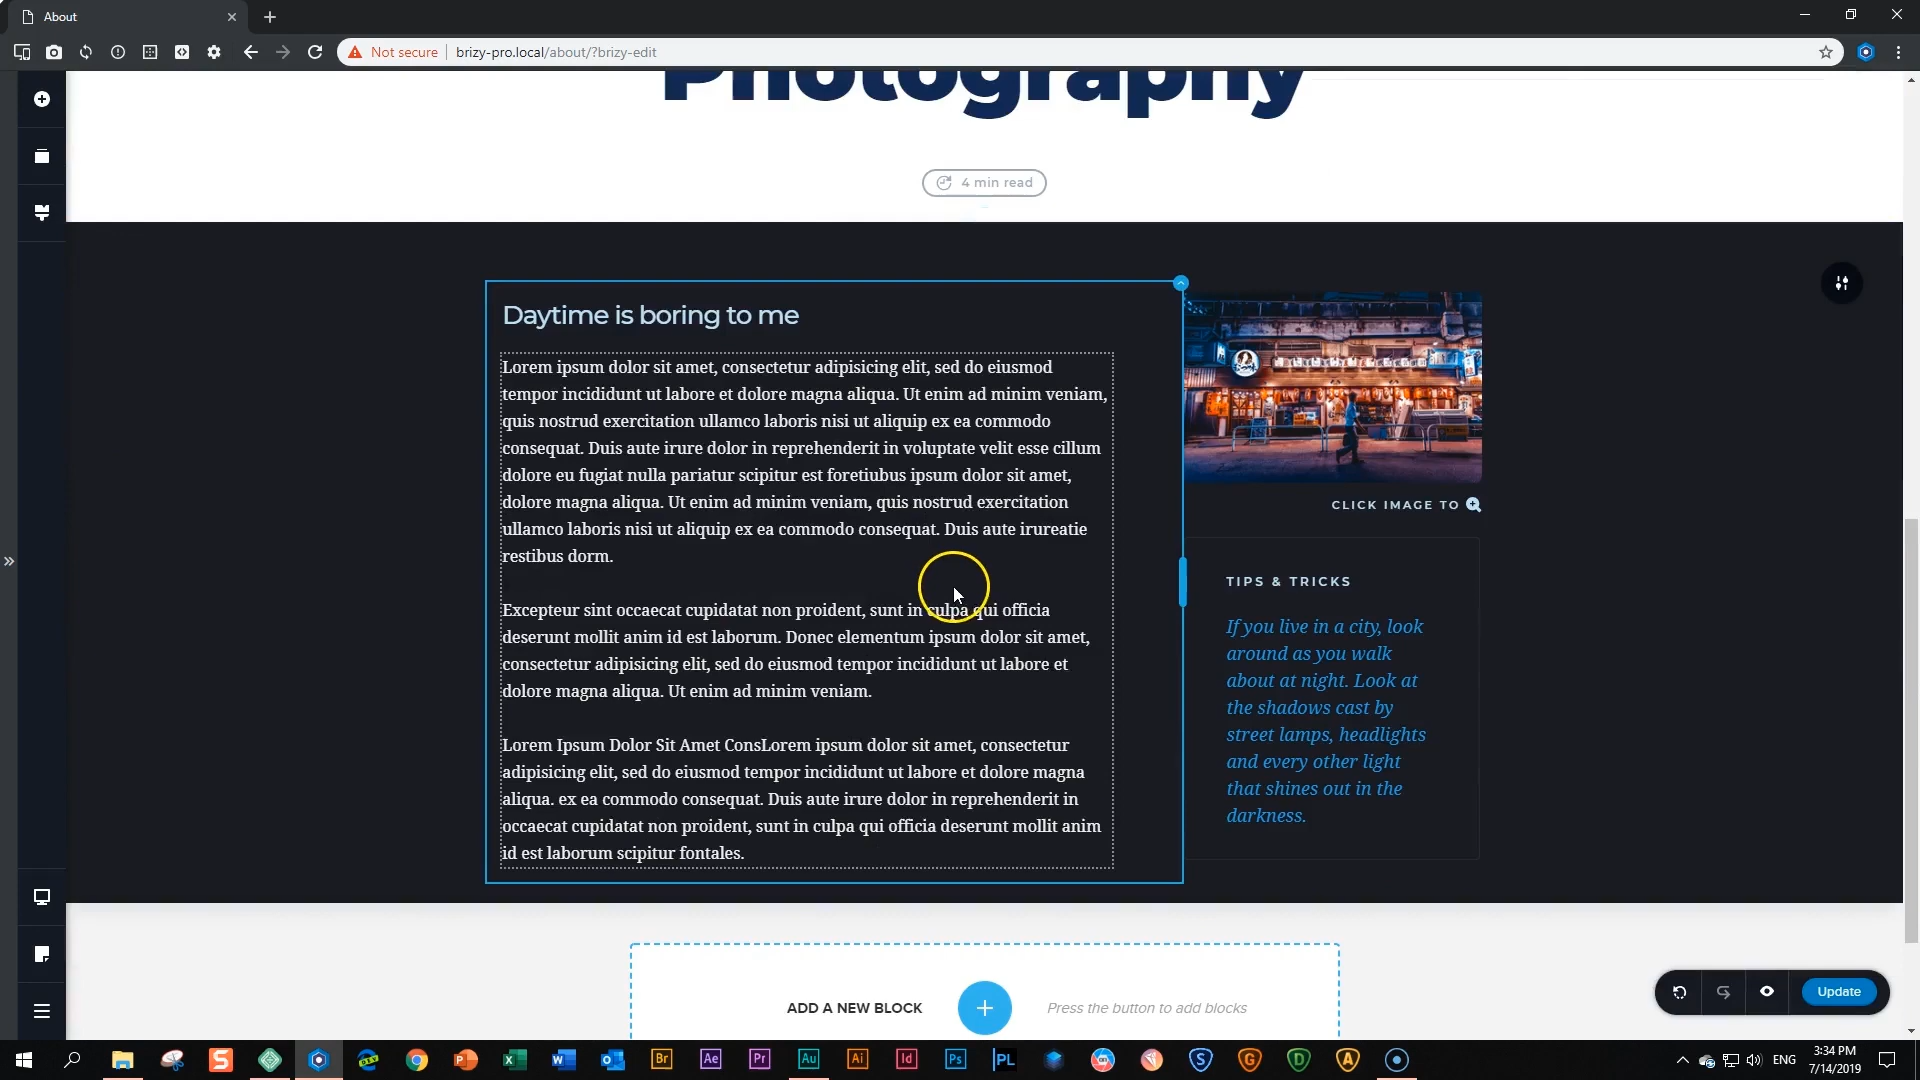 About
Not secure
brizy-pro.local/about/?brizy-edit
Photography
4 min read
Daytime is boring to me
Lorem ipsum dolor sit amet, consectetur adipisicing elit, sed do eiusmod
tempor incididunt ut labore et dolore magna aliqua. Ut enim ad minim veniam,
quis nostrud exercitation ullamco laboris nisi ut aliquip ex ea commodo
consequat. Duis aute irure dolor in reprehenderit in voluptate velit esse cillum
dolore eu fugiat nulla pariatur scipitur est foretiubus ipsum dolor sit amet,
dolore magna aliqua. Ut enim ad minim veniam, quis nostrud exercitation
ullamco laboris nisi ut aliquip ex ea commodo consequat. Duis aute irureatie
restibus dorm.
Excepteur sint occaecat cupidatat non proident, sunt in culpa qui officia
deserunt mollit anim id est laborum. Donec elementum ipsum dolor sit amet,
consectetur adipisicing elit, sed do eiusmod tempor incididunt ut labore et
dolore magna aliqua. Ut enim ad minim veniam.
Lorem Ipsum Dolor Sit Amet ConsLorem ipsum dolor sit amet, consectetur
adipisicing elit, sed do eiusmod tempor incididunt ut labore et dolore magna
aliqua. ex ea commodo consequat. Duis aute irure dolor in reprehenderit in
occaecat cupidatat non proident, sunt in culpa qui officia deserunt mollit anim
id est laborum scipitur fontales.
CLICK IMAGE TO
TIPS & TRICKS
If you live in a city, look
around as you walk
about at night. Look at
the shadows cast by
street lamps, headlights
and every other light
that shines out in the
darkness.
ADD A NEW BLOCK
Press the button to add blocks
Update
Br Ae Pr Au Ai Id Ps PL S G D A
ENG
3:34 PM
7/14/2019